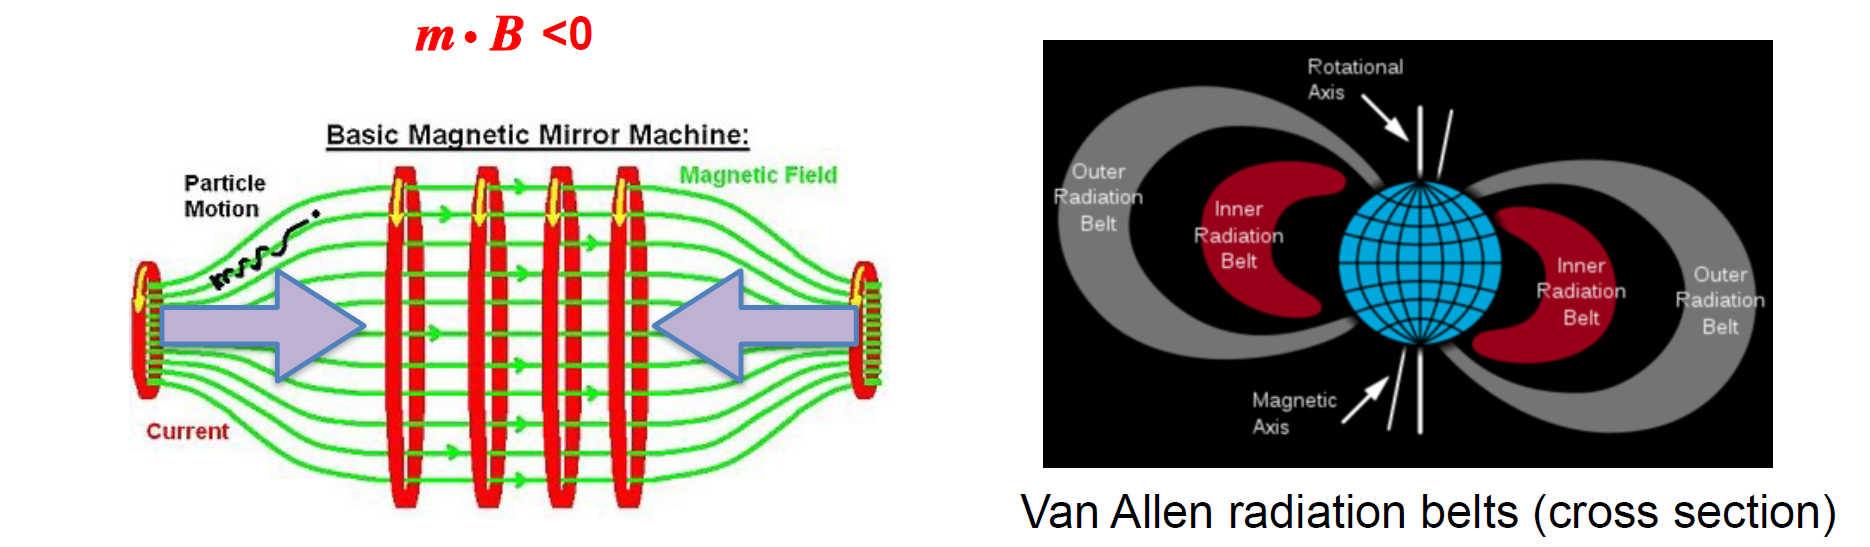 m • B <0
Basic Magnetic Mirror Machine:
Particle
Motion
Magnetic Field
Current
Rotational
Axis
Outer
Radiation
Belt
Inner
Radiation
Belt
Inner
Radiation
Belt
Outer
Radiation
Belt
Magnetic
Axis
Van Allen radiation belts (cross section)